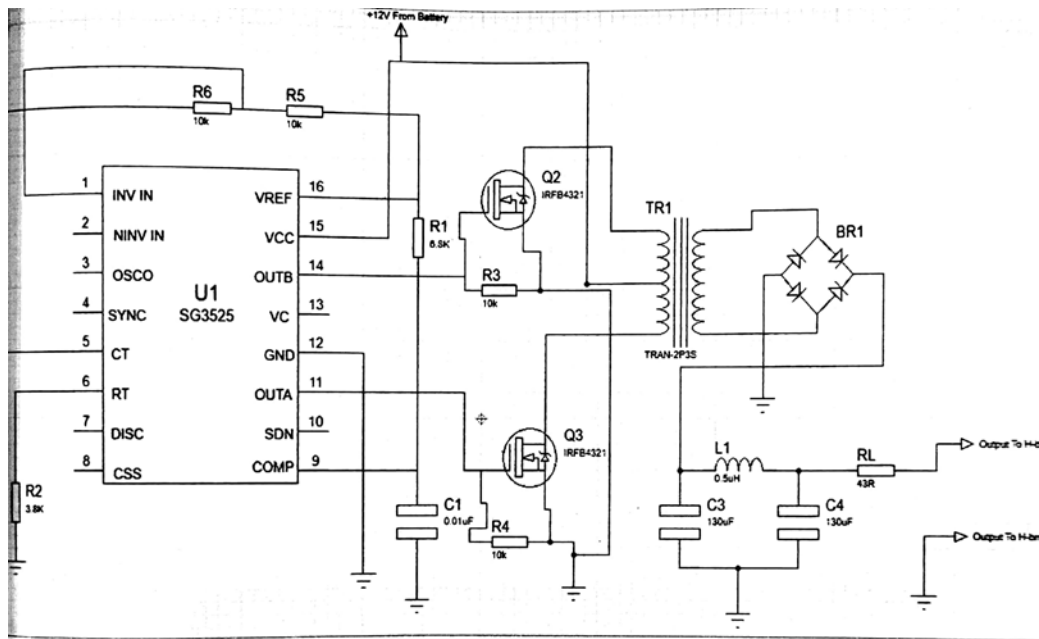 +12V From Battery
R6
10k
R5
10k
1
INV IN
2
NINV IN
3
OSCO
4
SYNC
5
CT
6
RT
7
DISC
8
CSS
U1
SG3525
16
VREF
15
VCC
14
OUTB
13
VC
12
GND
11
OUTA
10
SDN
9
COMP
R2
3.8K
R1
6.8K
C1
0.01uF
Q2
IRFB4321
R3
10k
Q3
IRFB4321
R4
10k
TR1
TRAN-2P3S
BR1
L1
0.5uH
RL
43R
C3
130uF
C4
130uF
Output To H-b
Output To H-b